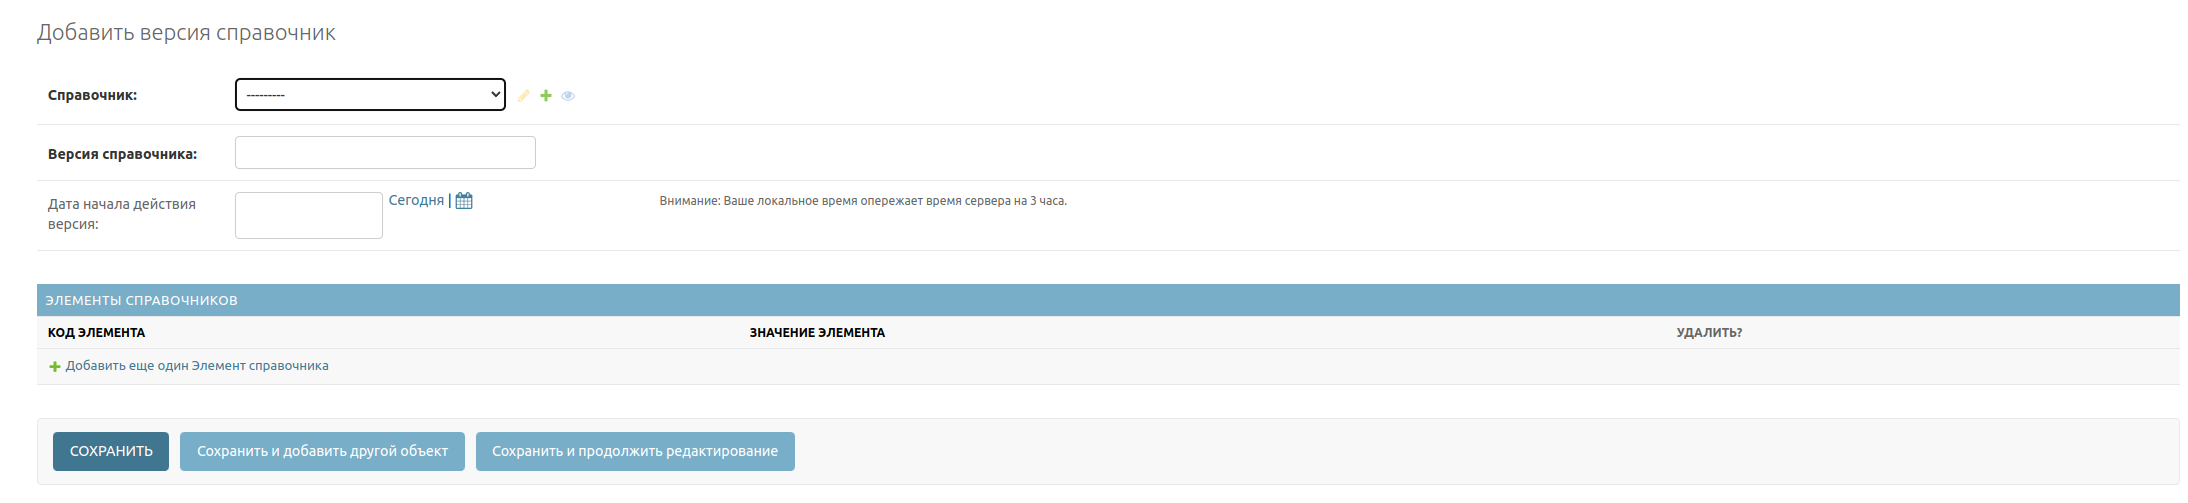 Добавить версия справочник
Справочник: ---------
Версия справочника:
Дата начала действия версия: Сегодня | Внимание: Ваше локальное время опережает время сервера на 3 часа.
ЭЛЕМЕНТЫ СПРАВОЧНИКОВ
КОД ЭЛЕМЕНТА ЗНАЧЕНИЕ ЭЛЕМЕНТА УДАЛИТЬ?
Добавить еще один Элемент справочника
СОХРАНИТЬ Сохранить и добавить другой объект Сохранить и продолжить редактирование